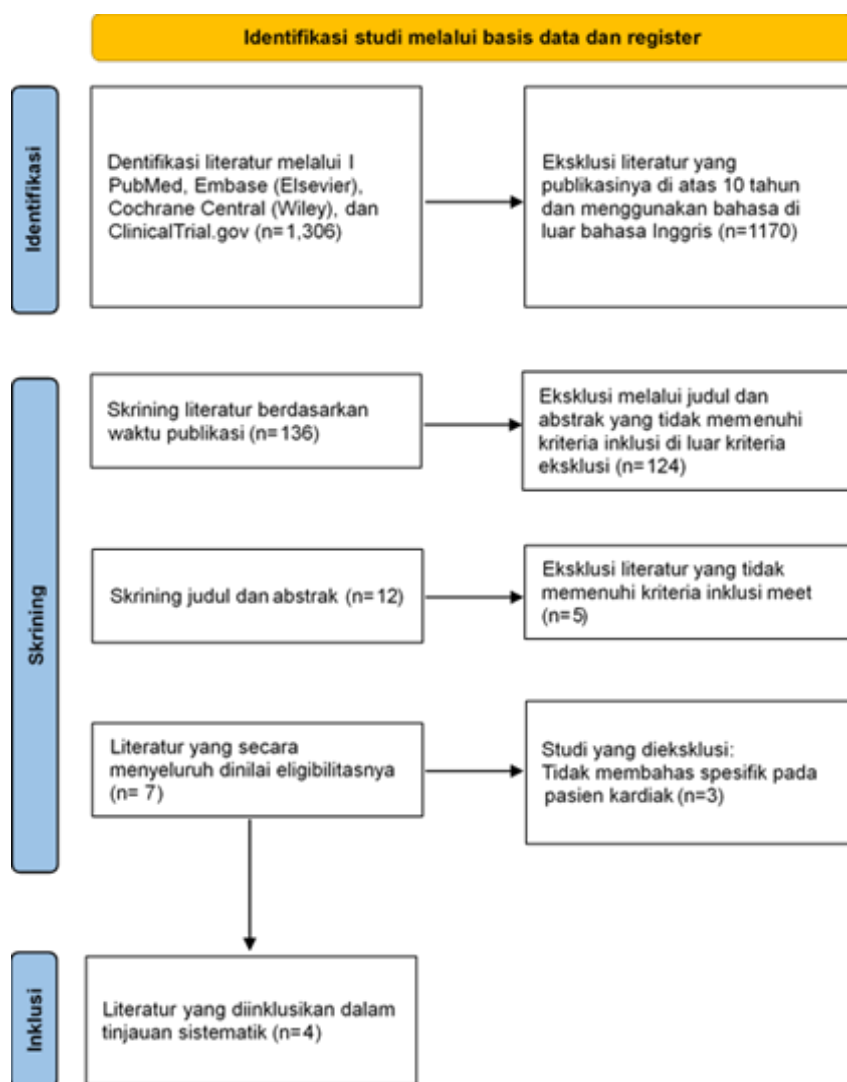 Identifikasi studi melalui basis data dan register
Identifikasi
Dentifikasi literatur melalui I
PubMed, Embase (Elsevier),
Cochrane Central (Wiley), dan
ClinicalTrial.gov (n=1,306)
Eksklusi literatur yang
publikasinya di atas 10 tahun
dan menggunakan bahasa di
luar bahasa Inggris (n=1170)
Skrining
Skrining literatur berdasarkan
waktu publikasi (n=136)
Eksklusi melalui judul dan
abstrak yang tidak memenuhi
kriteria inklusi di luar kriteria
eksklusi (n=124)
Skrining judul dan abstrak (n=12)
Eksklusi literatur yang tidak
memenuhi kriteria inklusi meet
(n=5)
Literatur yang secara
menyeluruh dinilai eligibilitasnya
(n= 7)
Studi yang dieksklusi:
Tidak membahas spesifik pada
pasien kardiak (n=3)
Inklusi
Literatur yang diinklusikan dalam
tinjauan sistematik (n=4)